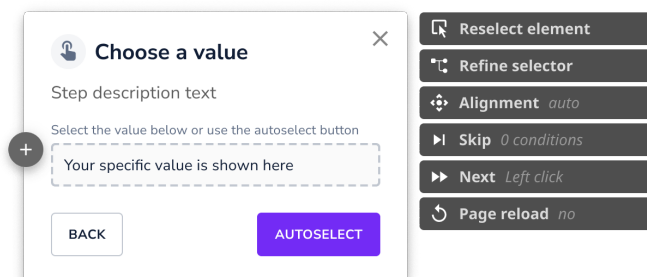 Choose a value
Step description text
Select the value below or use the autoselect button
Your specific value is shown here
BACK
AUTOSELECT
Reselect element
Refine selector
Alignment auto
Skip 0 conditions
Next Left click
Page reload no